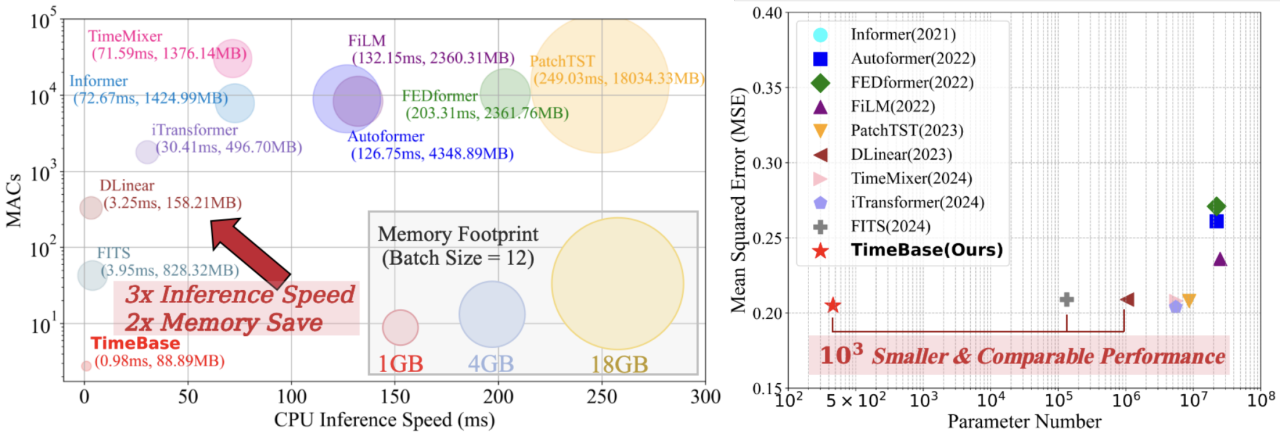 10^5
10^4
10^3
10^2
10^1
MACs
TimeMixer
(71.59ms, 1376.14MB)
Informer
(72.67ms, 1424.99MB)
iTransformer
(30.41ms, 496.70MB)
DLinear
(3.25ms, 158.21MB)
FITS
(3.95ms, 828.32MB)
FiLM
(132.15ms, 2360.31MB)
PatchTST
(249.03ms, 18034.33MB)
FEDformer
(203.31ms, 2361.76MB)
Autoformer
(126.75ms, 4348.89MB)
3x Inference Speed
2x Memory Save
TimeBase
(0.98ms, 88.89MB)
Memory Footprint
(Batch Size = 12)
1GB 4GB 18GB
0 50 100 150 200 250 300
CPU Inference Speed (ms)
0.40
0.35
0.30
0.25
0.20
0.15
Mean Squared Error (MSE)
Informer(2021)
Autoformer(2022)
FEDformer(2022)
FiLM(2022)
PatchTST(2023)
DLinear(2023)
TimeMixer(2024)
iTransformer(2024)
FITS(2024)
TimeBase(Ours)
10^3 Smaller & Comparable Performance
10^2 5 × 10^2 10^3 10^4 10^5 10^6 10^7 10^8
Parameter Number